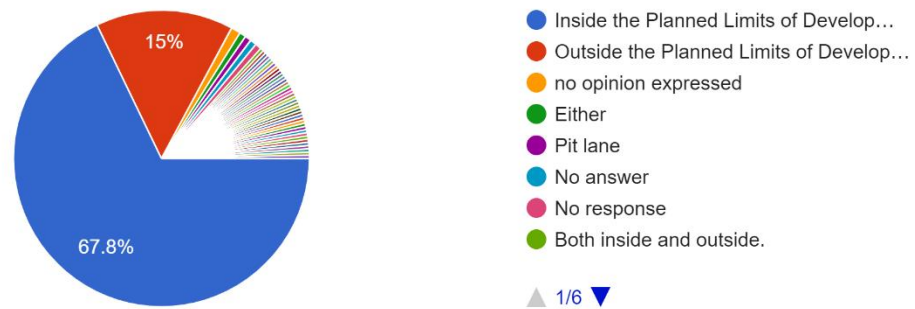 15%
67.8%
Inside the Planned Limits of Develop...
Outside the Planned Limits of Develop...
no opinion expressed
Either
Pit lane
No answer
No response
Both inside and outside.
1/6